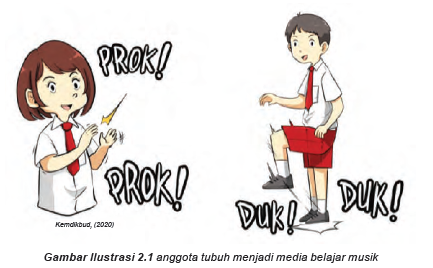 PROK!
PROK!
Kemdikbud, (2020)
DUK!
DUK!
Gambar Ilustrasi 2.1 anggota tubuh menjadi media belajar musik